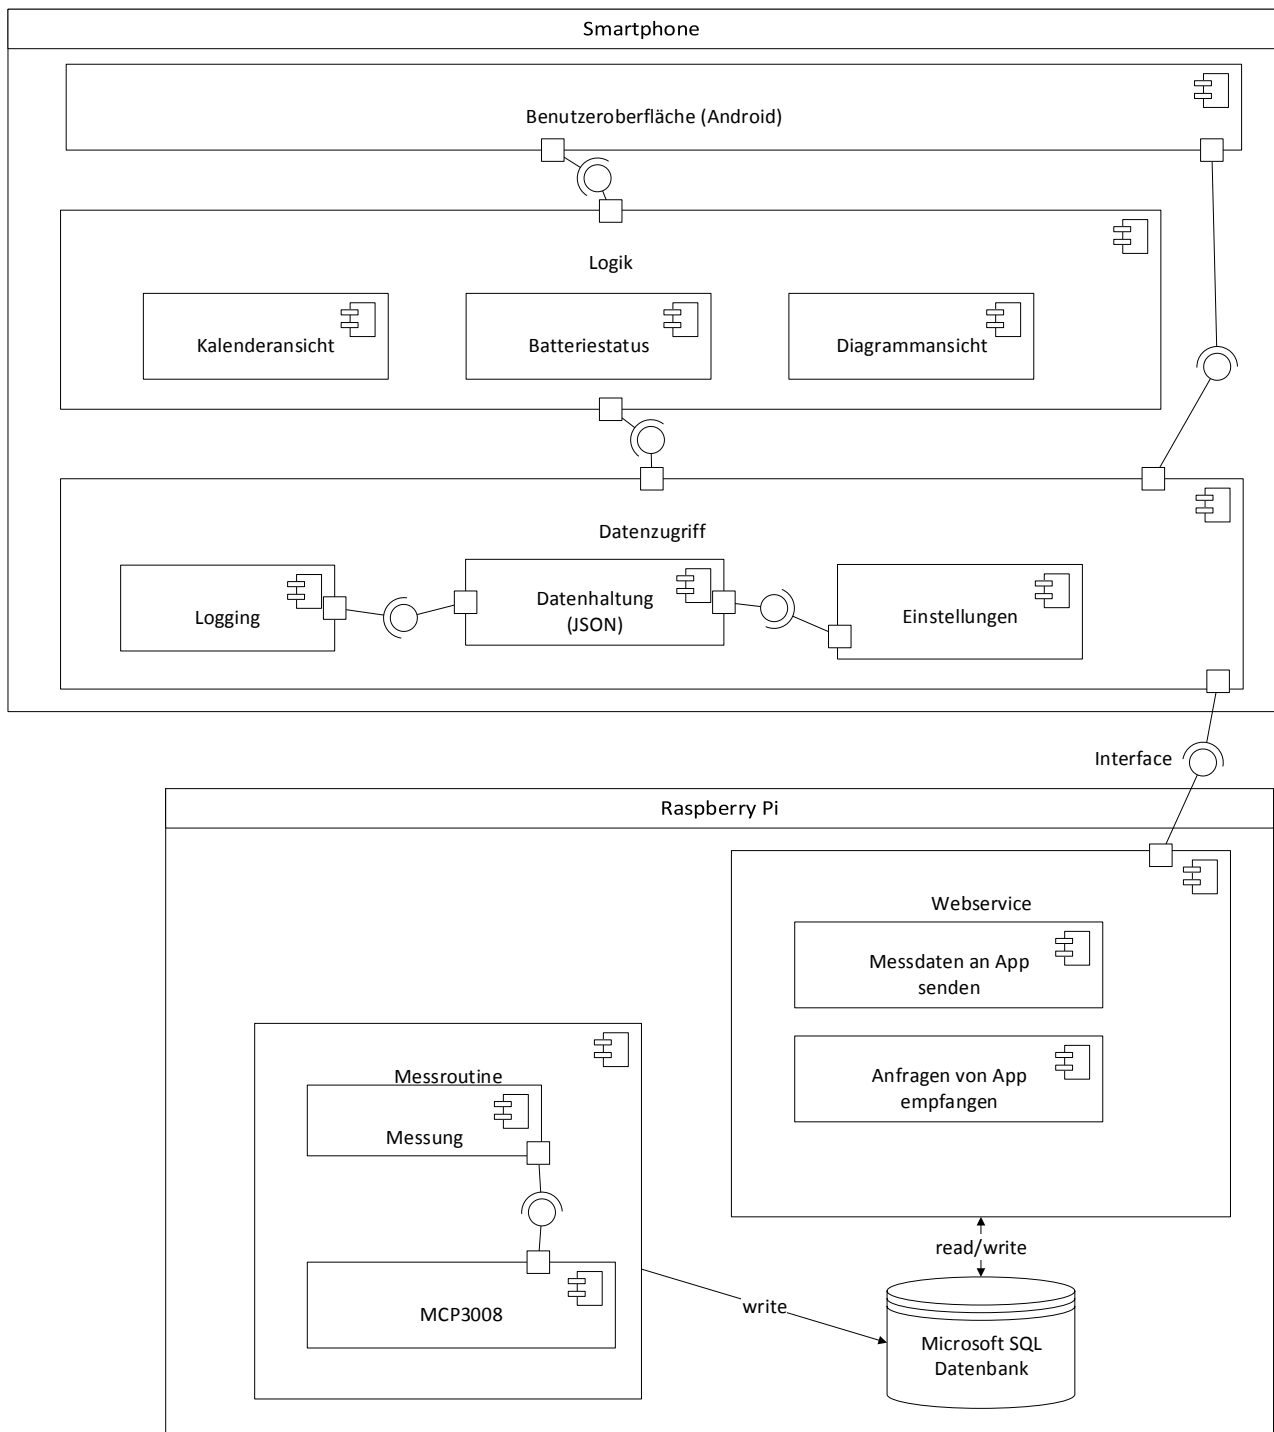 Smartphone
Benutzeroberfläche (Android)
Logik
Kalenderansicht
Batteriestatus
Diagrammansicht
Datenzugriff
Logging
Datenhaltung
(JSON)
Einstellungen
Interface
Raspberry Pi
Webservice
Messdaten an App
senden
Anfragen von App
empfangen
Messroutine
Messung
MCP3008
read/write
write
Microsoft SQL
Datenbank